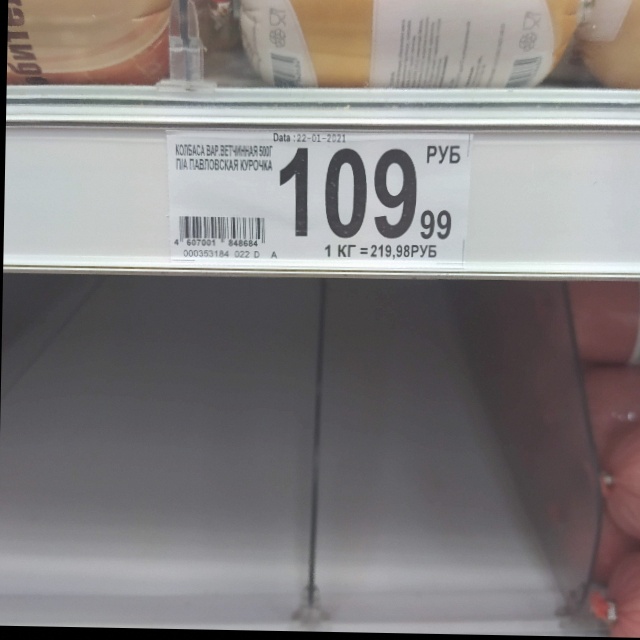 Data : 22-01-2021
КОЛБАСА ВАР.ВЕТЧИННАЯ 500Г
П/А ПАВЛОВСКАЯ КУРОЧКА
109 99 РУБ
4 607001 848684
000353184 022 D A
1 КГ = 219,98РУБ